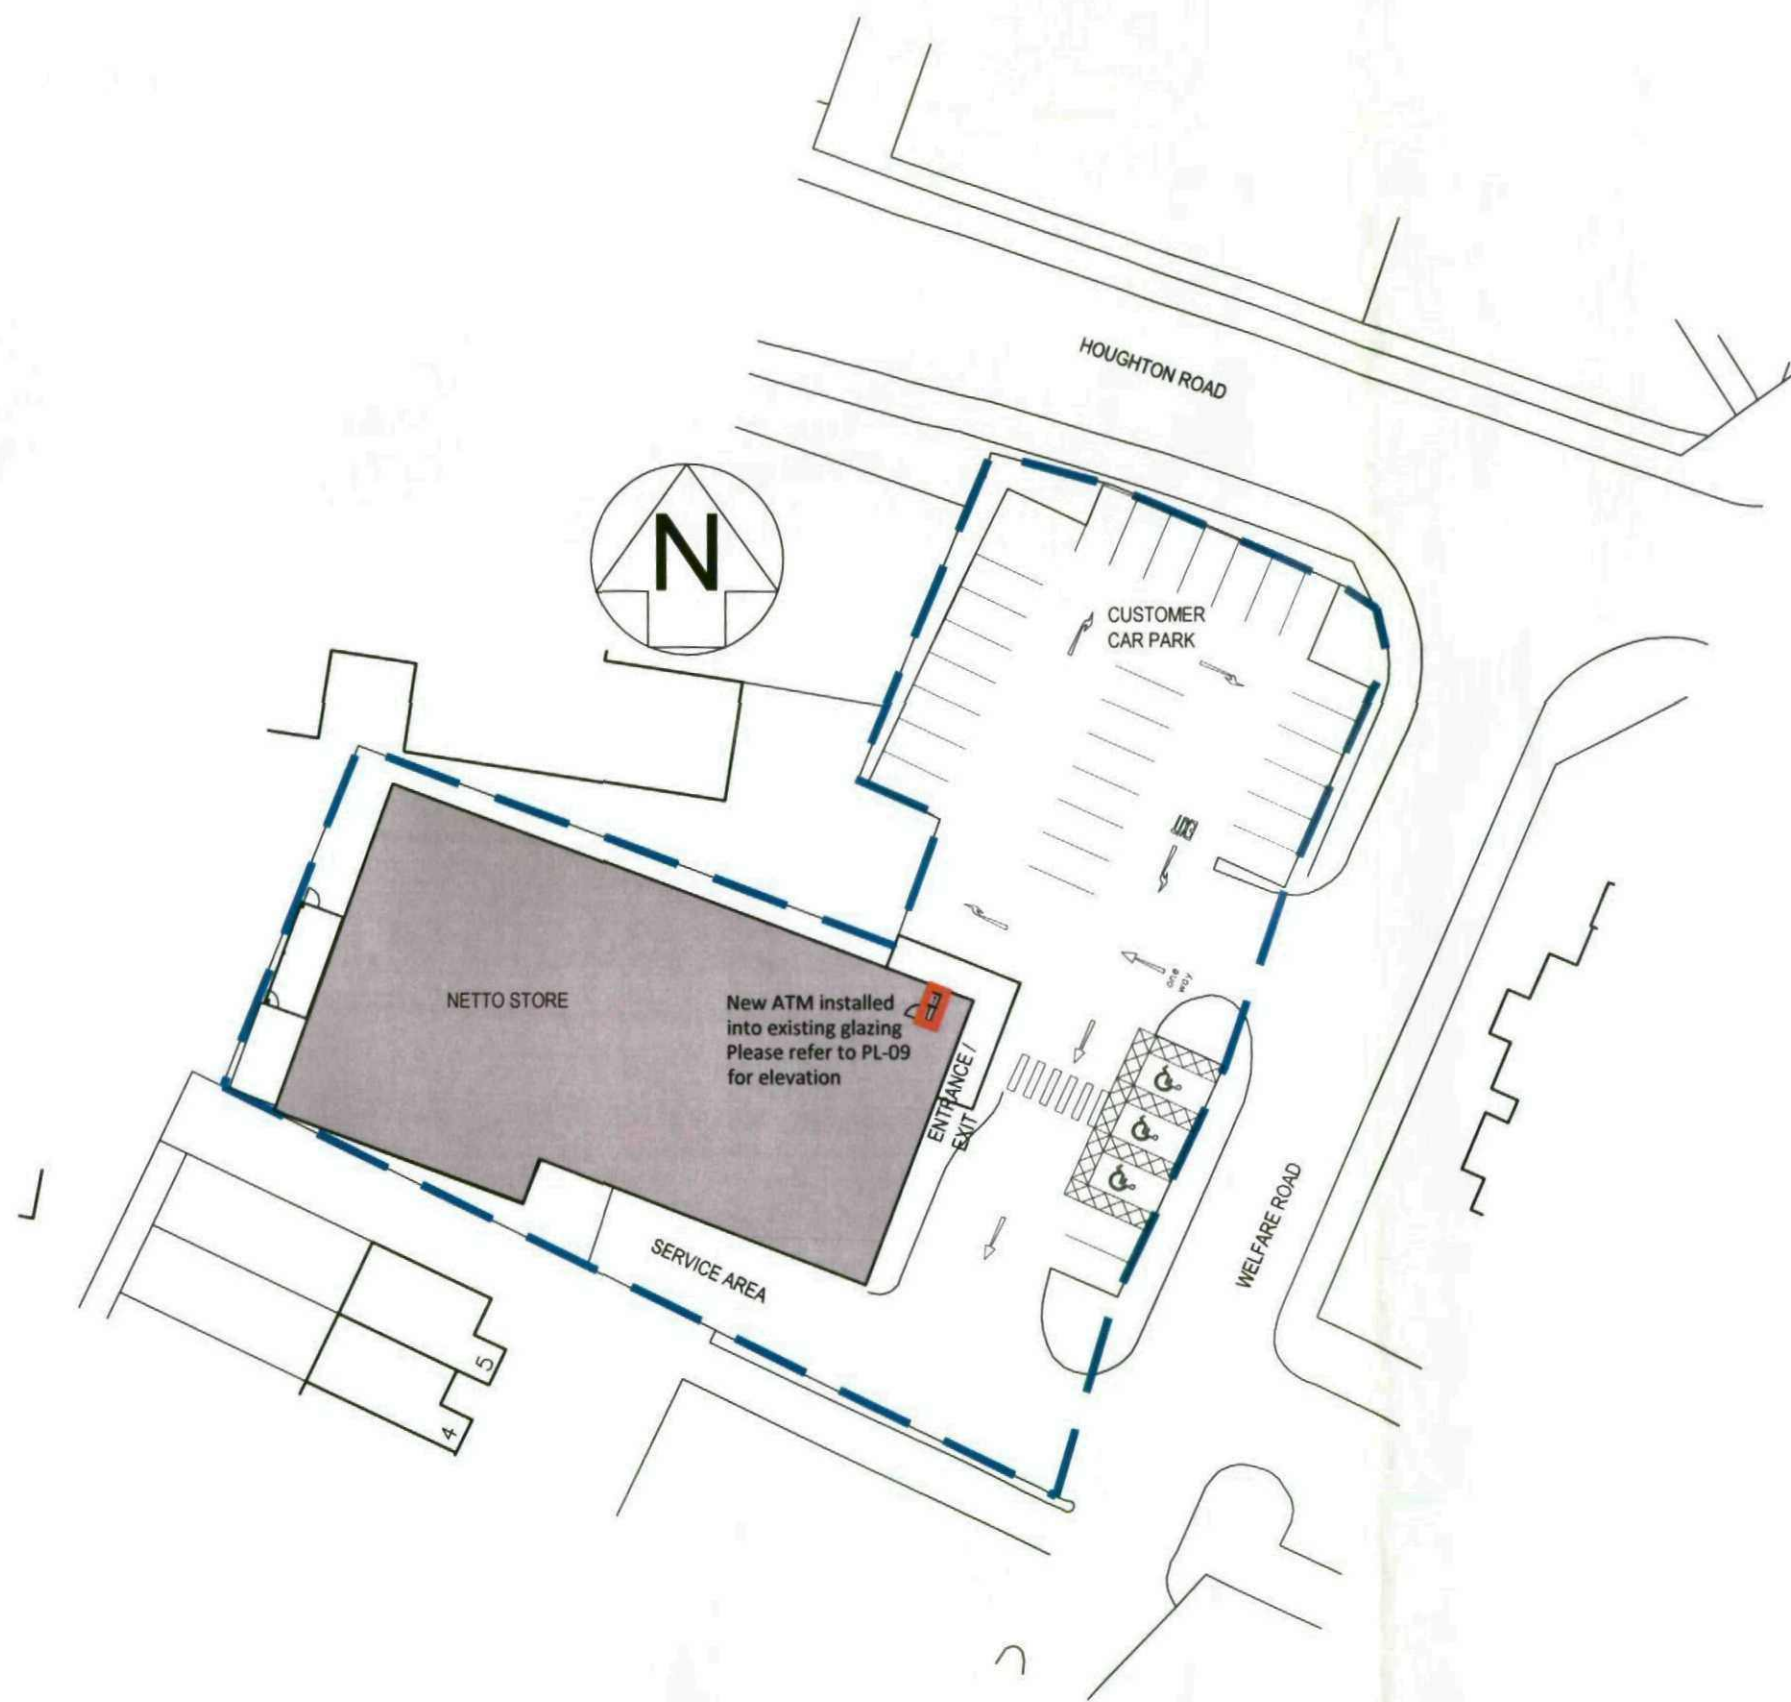 HOUGHTON ROAD
N
CUSTOMER
CAR PARK
EXIT
one
way
NETTO STORE
New ATM installed
into existing glazing
Please refer to PL-09
for elevation
ENTRANCE /
EXIT
SERVICE AREA
WELFARE ROAD
5
4